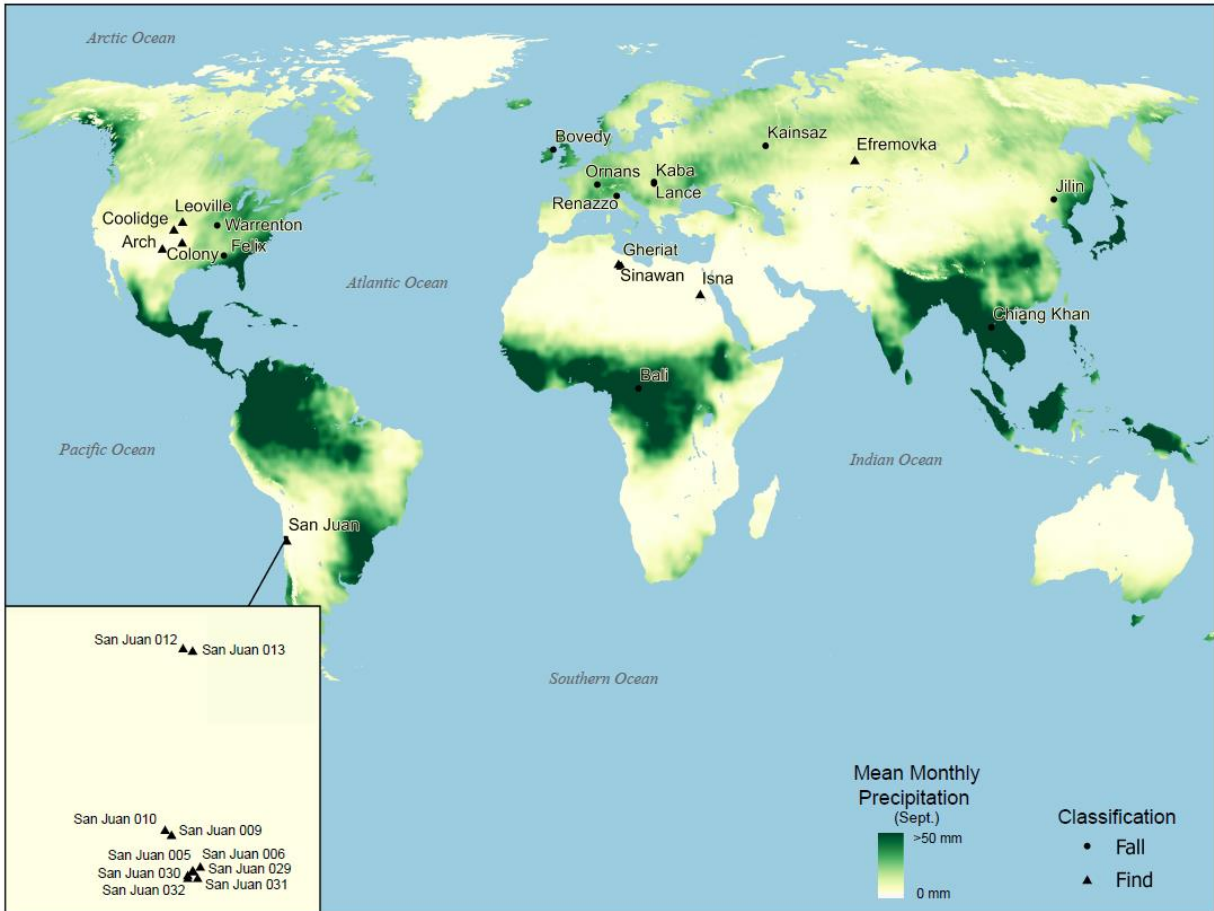 Arctic Ocean
Bovedy
Kainsaz
Efremovka
Ornans
Kaba
Lance
Renazzo
Jilin
Leoville
Coolidge
Warrenton
Arch
Colony
Felix
Gheriat
Sinawan
Isna
Atlantic Ocean
Chiang Khan
Bali
Pacific Ocean
Indian Ocean
San Juan
San Juan 012
San Juan 013
Southern Ocean
San Juan 010
San Juan 009
San Juan 005
San Juan 006
San Juan 030
San Juan 029
San Juan 032
San Juan 031
Mean Monthly
Precipitation
(Sept.)
>50 mm
0 mm
Classification
Fall
Find